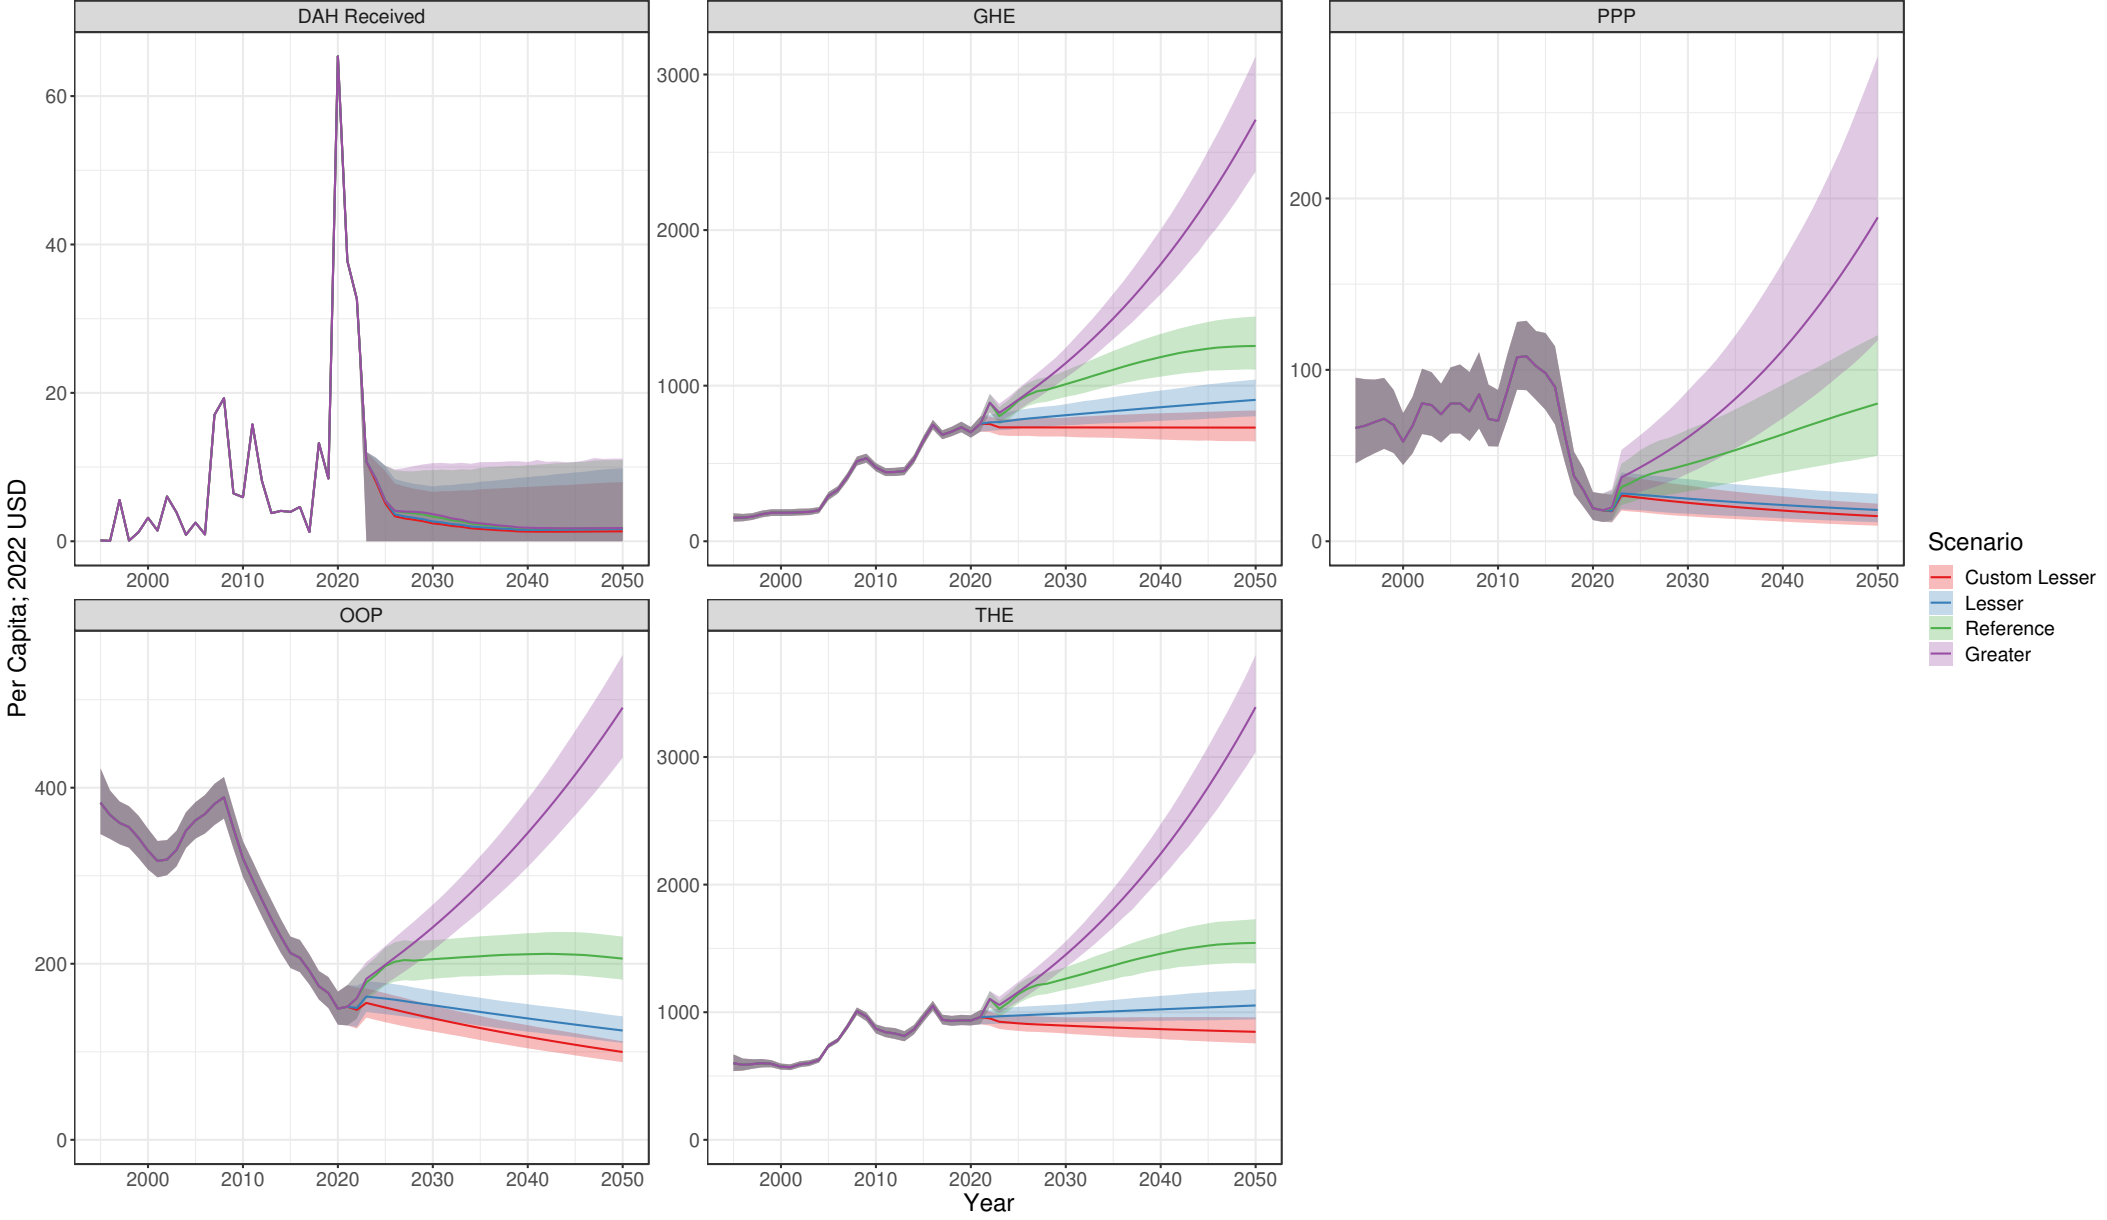 DAH Received
GHE
PPP
60
40
20
0
3000
2000
1000
0
200
100
0
2000 2010 2020 2030 2040 2050
2000 2010 2020 2030 2040 2050
2000 2010 2020 2030 2040 2050
Per Capita; 2022 USD
OOP
THE
400
200
0
3000
2000
1000
0
2000 2010 2020 2030 2040 2050
2000 2010 2020 2030 2040 2050
Year
Scenario
Custom Lesser
Lesser
Reference
Greater